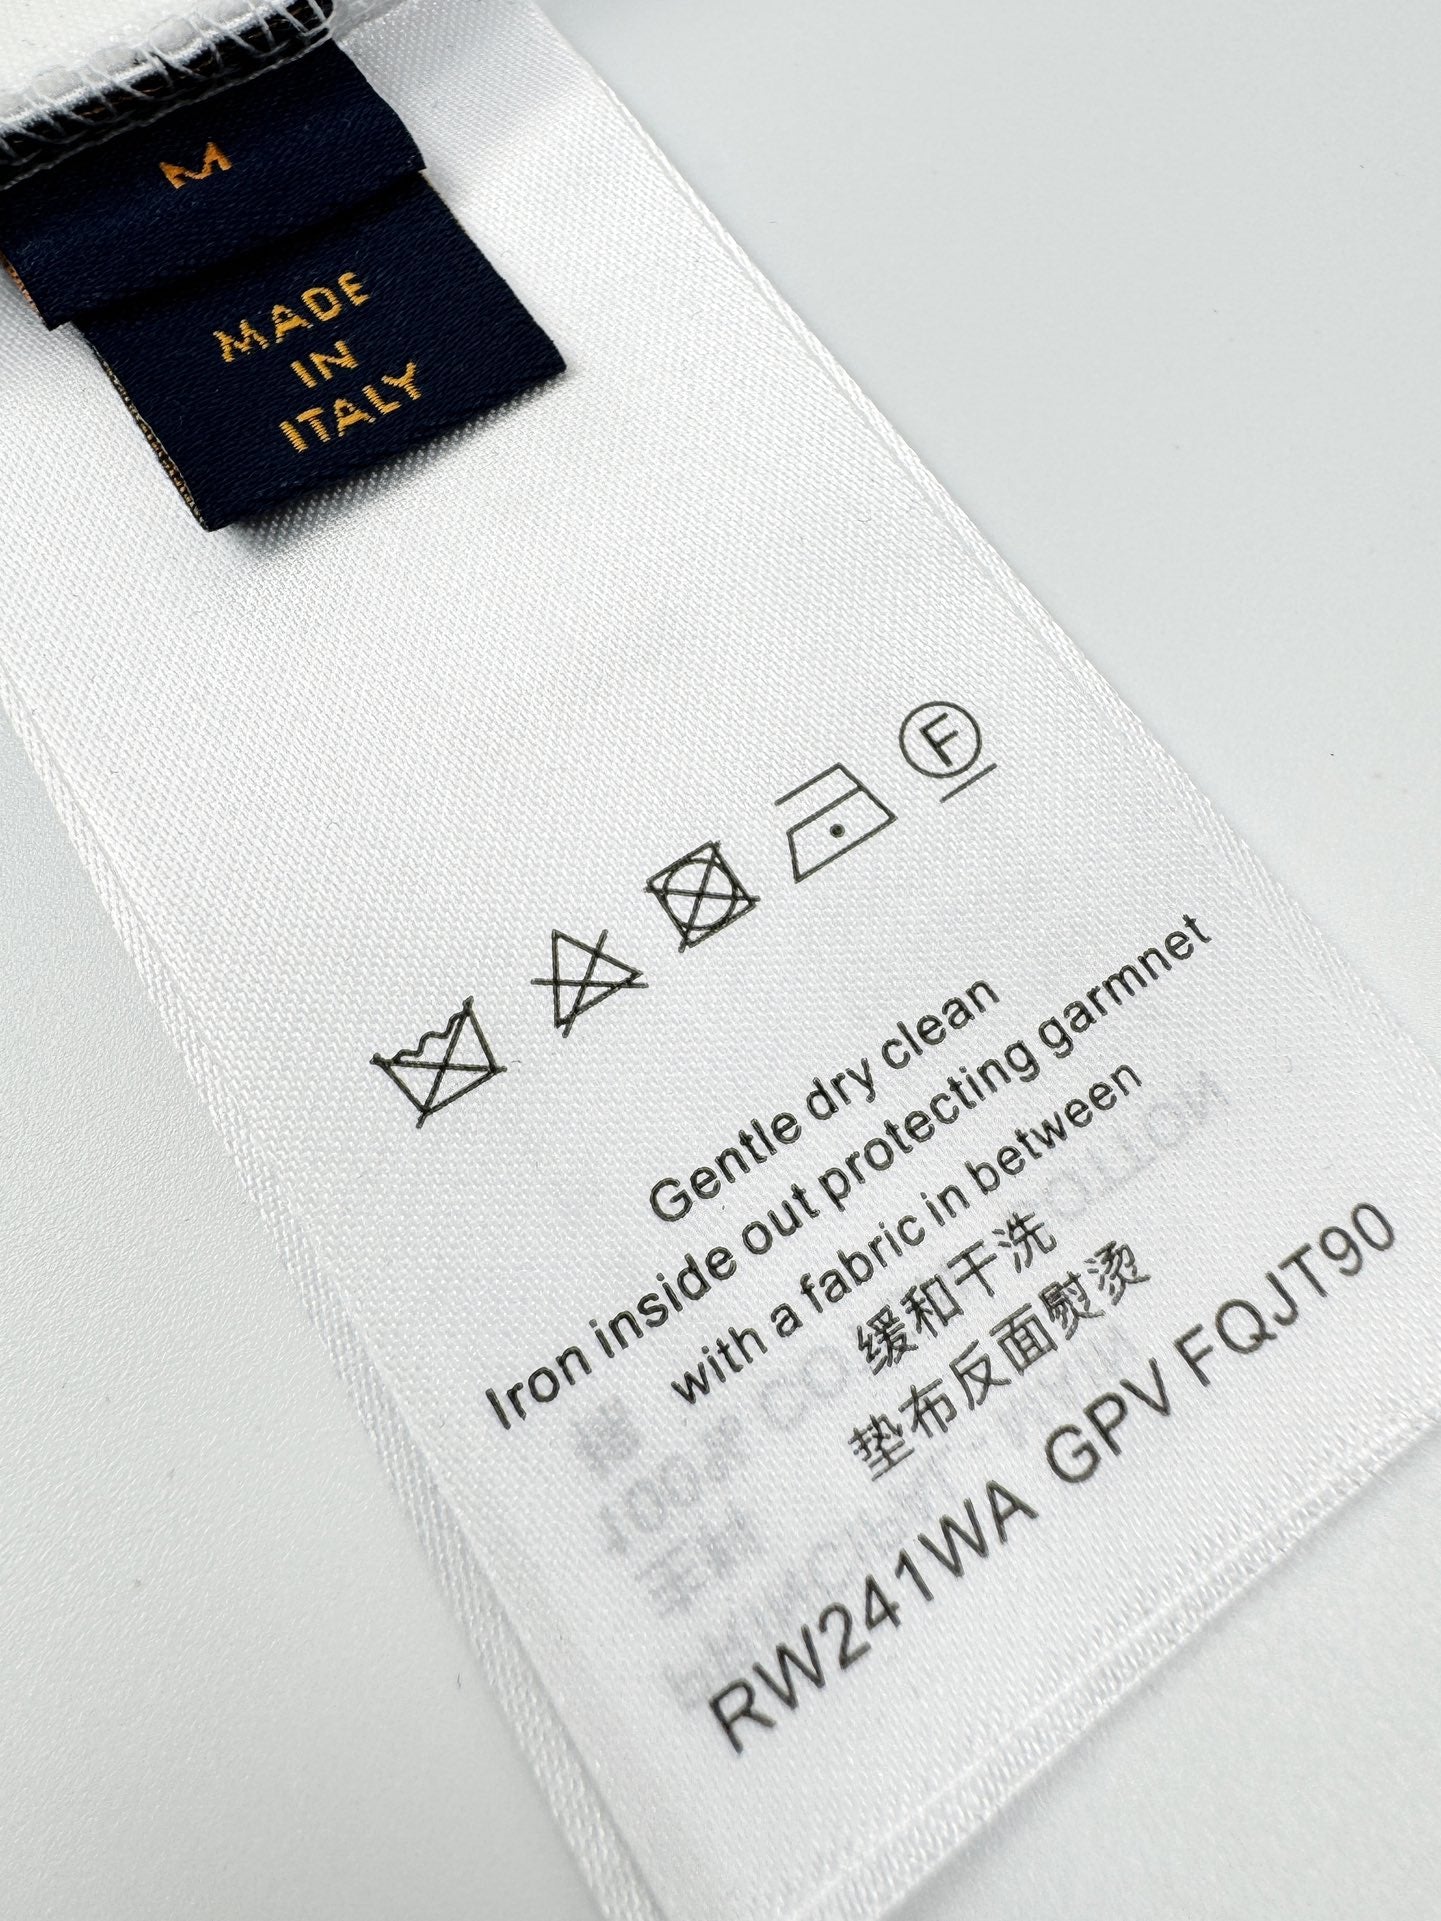 M
MADE
IN
ITALY
F
Gentle dry clean
Iron inside out protecting garmnet
with a fabric in between
缓和干洗
垫布反面熨烫
RW241WA GPV FQJT90